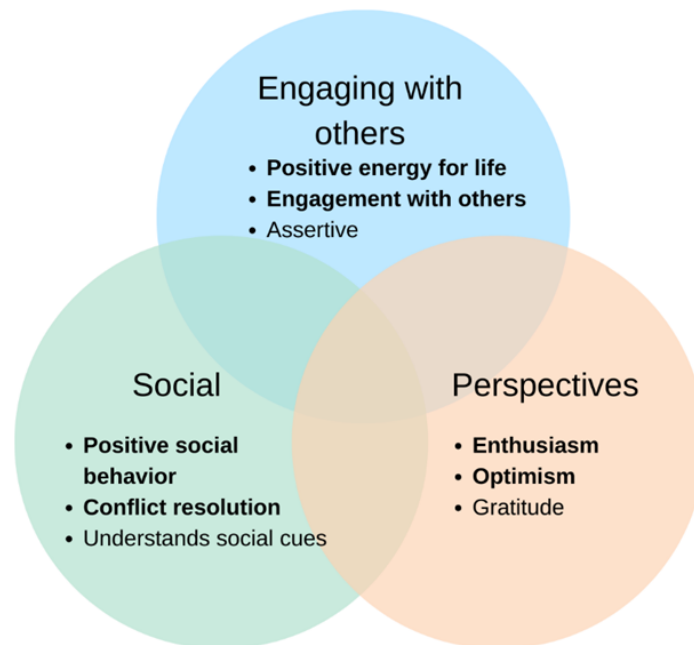 Engaging with
others
• Positive energy for life
• Engagement with others
• Assertive
Social
• Positive social
behavior
• Conflict resolution
• Understands social cues
Perspectives
• Enthusiasm
• Optimism
• Gratitude